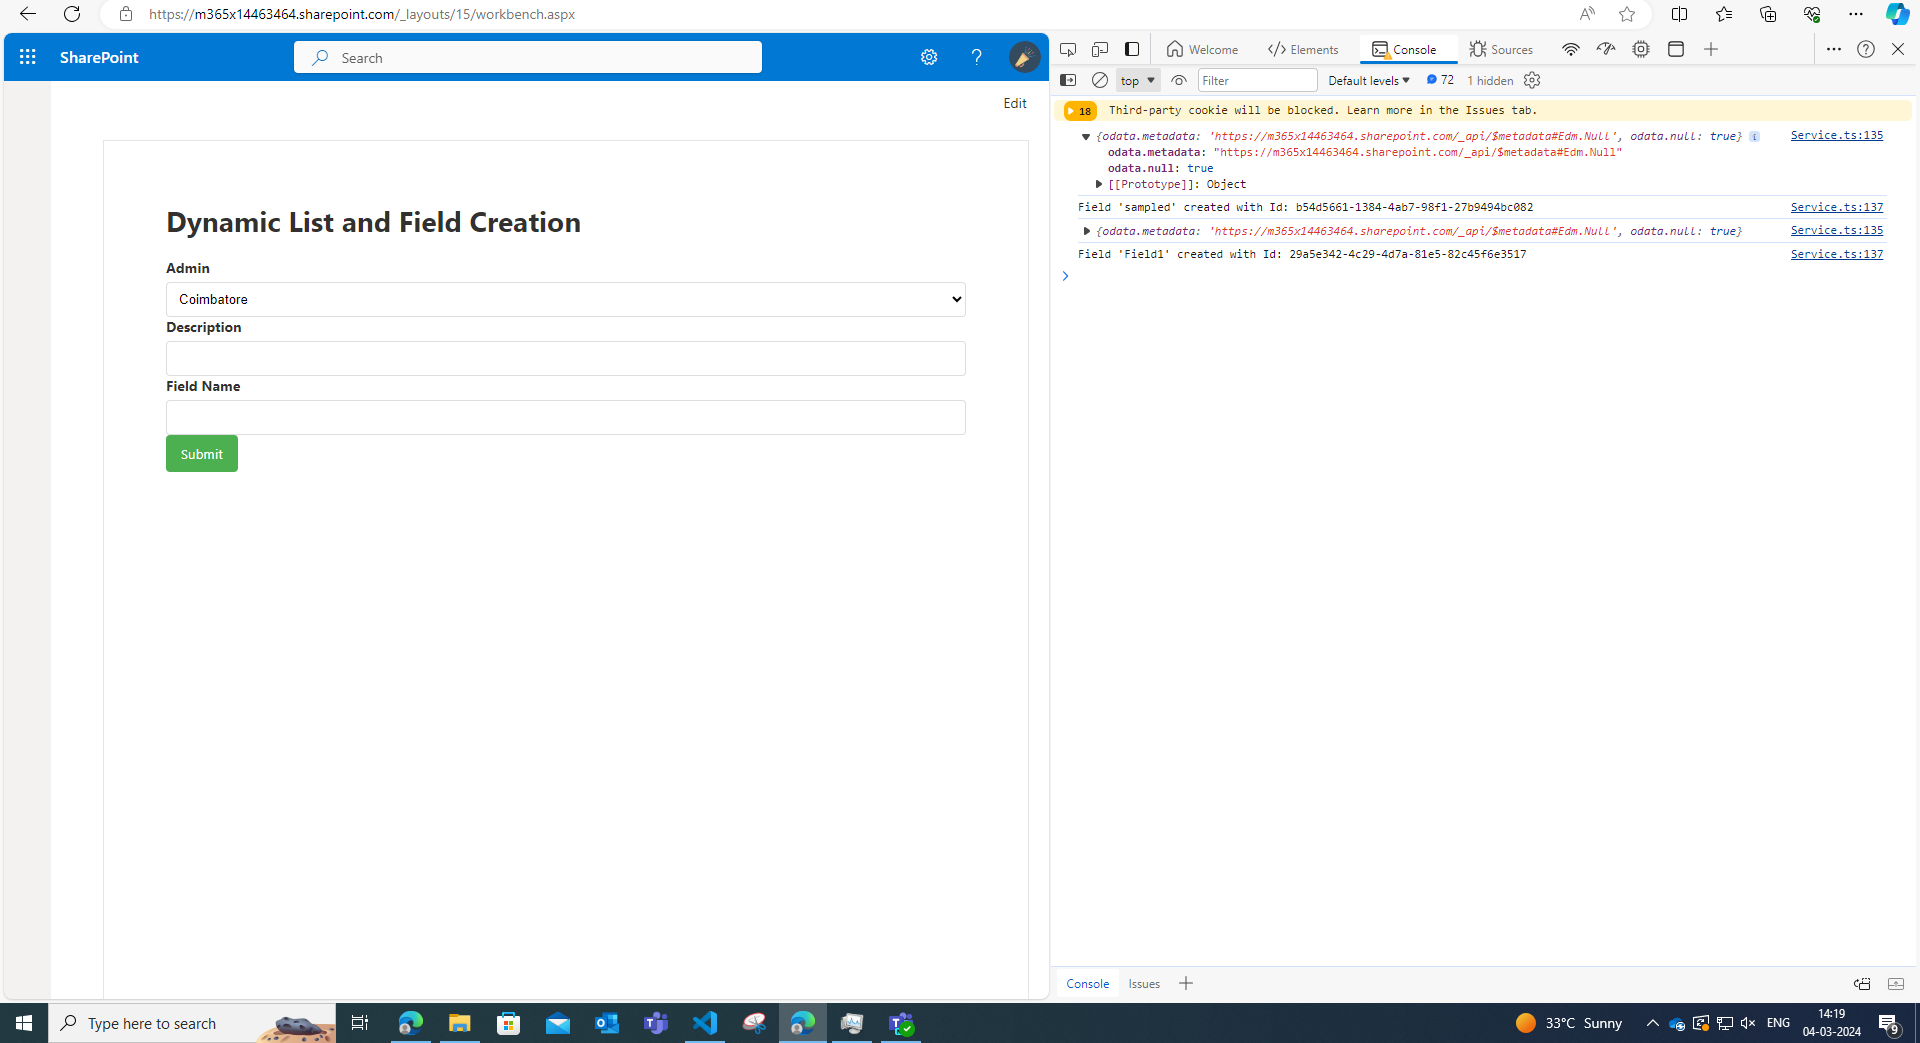 https://m365x14463464.sharepoint.com/_layouts/15/workbench.aspx
SharePoint
Search
Edit
Dynamic List and Field Creation
Admin
Coimbatore
Description
Field Name
Submit
Welcome
Elements
Console
Sources
top
Filter
Default levels
72
1 hidden
18
Third-party cookie will be blocked. Learn more in the Issues tab.
{odata.metadata: 'https://m365x14463464.sharepoint.com/_api/$metadata#Edm.Null', odata.null: true} i Service.ts:135
odata.metadata: "https://m365x14463464.sharepoint.com/_api/$metadata#Edm.Null"
odata.null: true
[[Prototype]]: Object
Field 'sampled' created with Id: b54d5661-1384-4ab7-98f1-27b9494bc082 Service.ts:137
{odata.metadata: 'https://m365x14463464.sharepoint.com/_api/$metadata#Edm.Null', odata.null: true} Service.ts:135
Field 'Field1' created with Id: 29a5e342-4c29-4d7a-81e5-82c45f6e3517 Service.ts:137
Console
Issues
Type here to search
33°C Sunny
ENG
14:19
04-03-2024
9